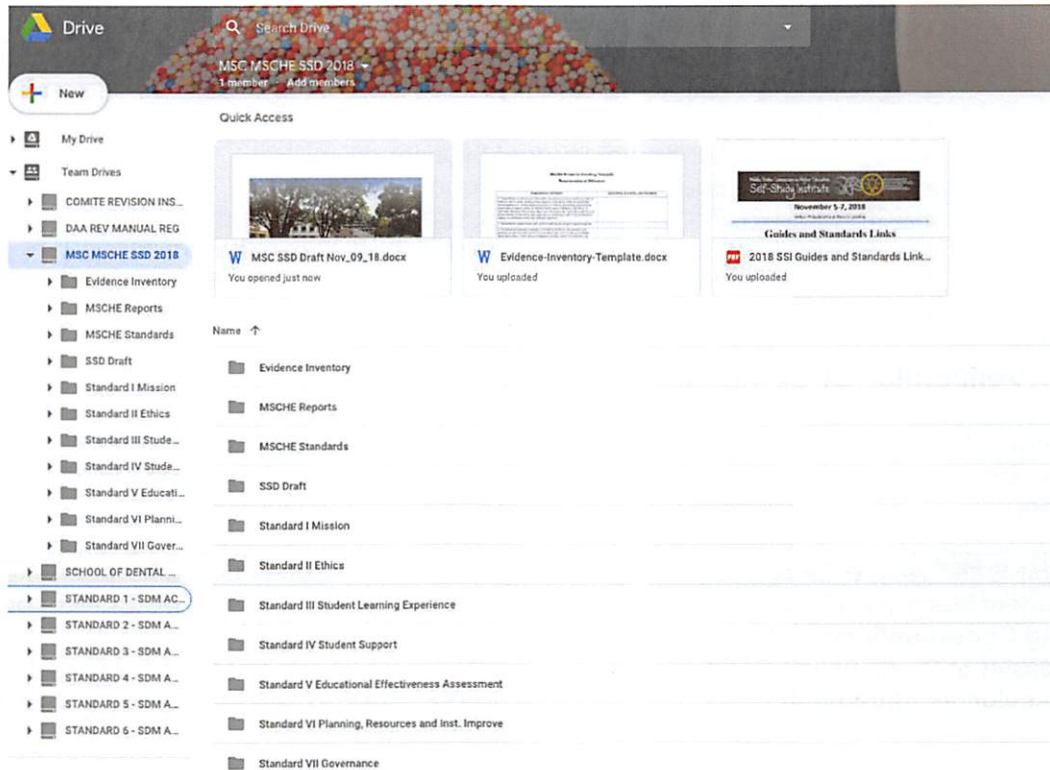 Drive
Search Drive
MSC MSCHE SSD 2018
1 member Add members
New
My Drive
Team Drives
COMITE REVISION INS...
DAA REV MANUAL REG
MSC MSCHE SSD 2018
Evidence Inventory
MSCHE Reports
MSCHE Standards
SSD Draft
Standard I Mission
Standard II Ethics
Standard III Stude...
Standard IV Stude...
Standard V Educati...
Standard VI Planni...
Standard VII Gover...
SCHOOL OF DENTAL ...
STANDARD 1 - SDM AC...
STANDARD 2 - SDM A...
STANDARD 3 - SDM A...
STANDARD 4 - SDM A...
STANDARD 5 - SDM A...
STANDARD 6 - SDM A...
Quick Access
Self-Study Institute
November 5-7, 2018
Guides and Standards Links
W MSC SSD Draft Nov_09_18.docx
You opened just now
W Evidence-Inventory-Template.docx
You uploaded
PDF 2018 SSI Guides and Standards Link...
You uploaded
Name ↑
Evidence Inventory
MSCHE Reports
MSCHE Standards
SSD Draft
Standard I Mission
Standard II Ethics
Standard III Student Learning Experience
Standard IV Student Support
Standard V Educational Effectiveness Assessment
Standard VI Planning, Resources and Inst. Improve
Standard VII Governance